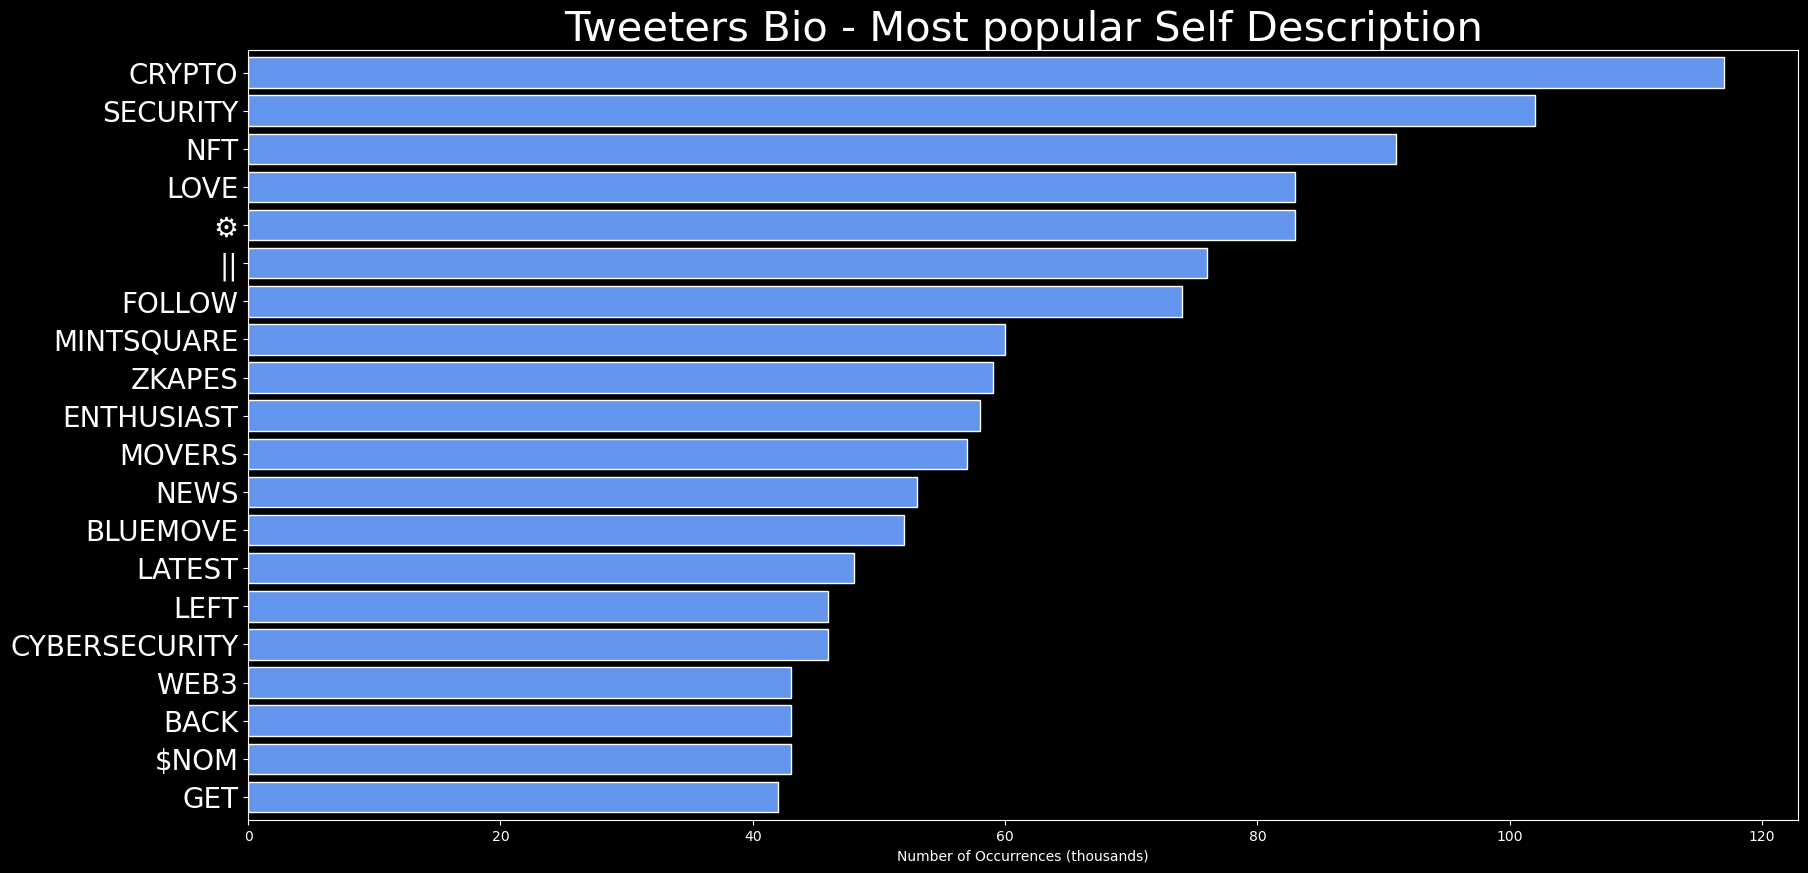 Tweeters Bio - Most popular Self Description
CRYPTO
SECURITY
NFT
LOVE
⚙
||
FOLLOW
MINTSQUARE
ZKAPES
ENTHUSIAST
MOVERS
NEWS
BLUEMOVE
LATEST
LEFT
CYBERSECURITY
WEB3
BACK
$NOM
GET
0 20 40 60 80 100 120
Number of Occurrences (thousands)